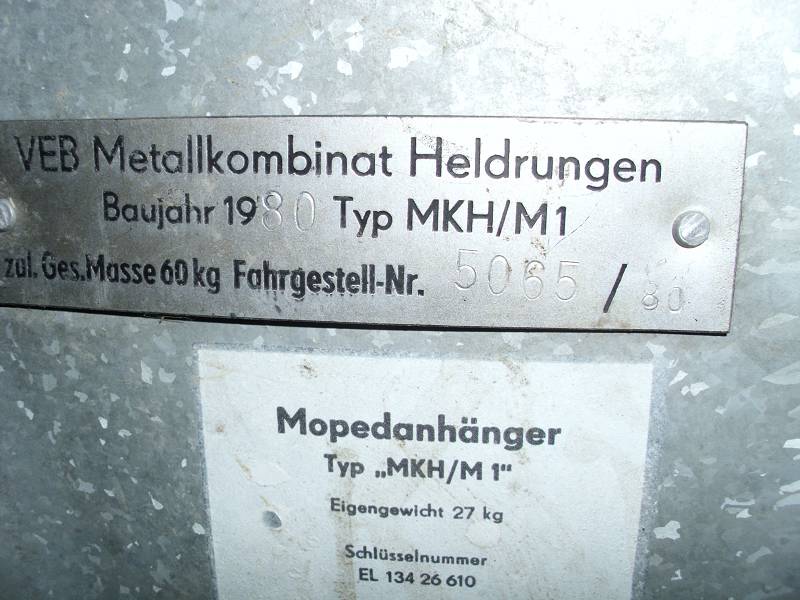 VEB Metallkombinat Heldrungen
Baujahr 1980 Typ MKH/M1
zul. Ges. Masse 60 kg Fahrgestell-Nr. 5065 / 80
Mopedanhänger
Typ „MKH/M 1"
Eigengewicht 27 kg
Schlüsselnummer
EL 134 26 610